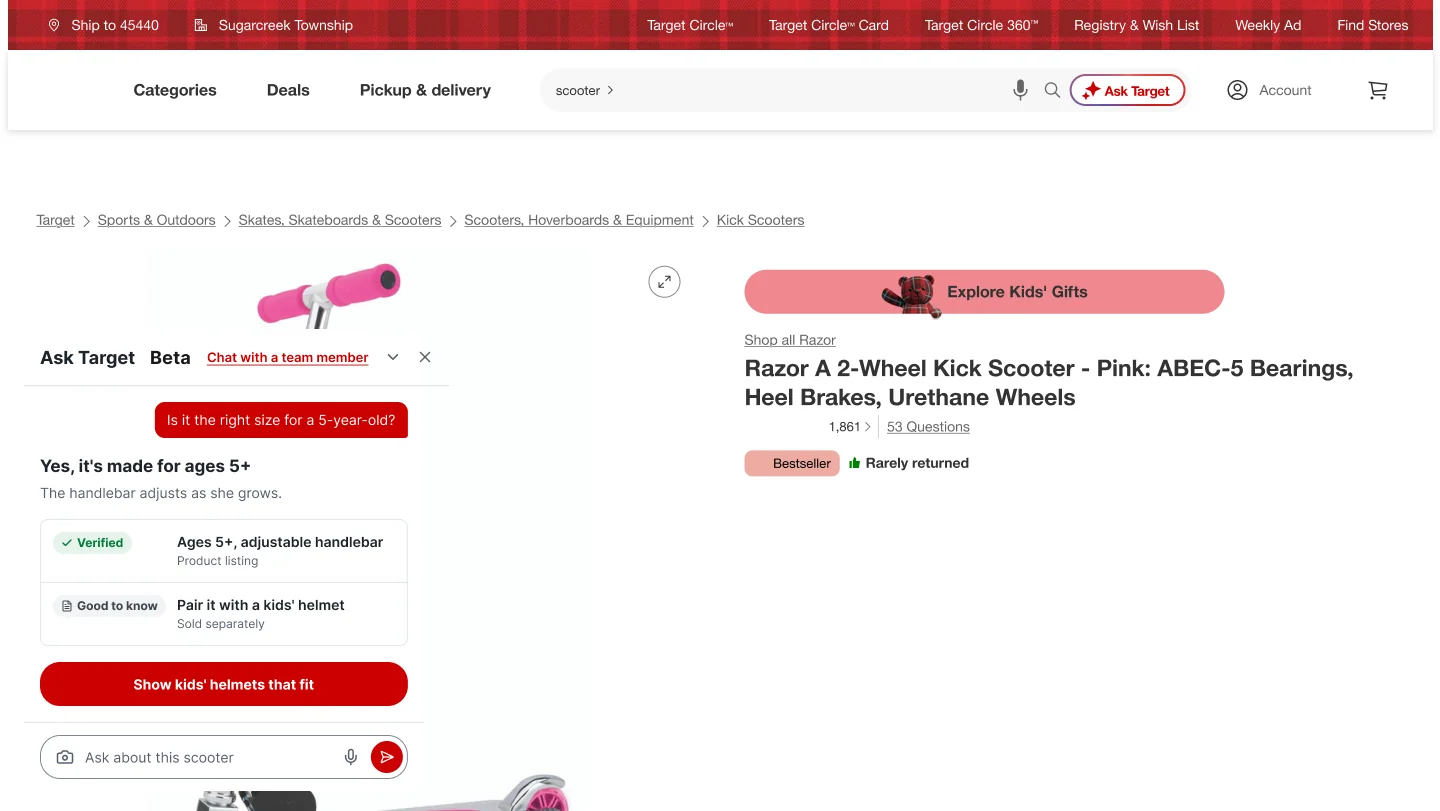 Ship to 45440
Sugarcreek Township
Target Circle™
Target Circle™ Card
Target Circle 360™
Registry & Wish List
Weekly Ad
Find Stores
Categories
Deals
Pickup & delivery
scooter
Ask Target
Account
Target > Sports & Outdoors > Skates, Skateboards & Scooters > Scooters, Hoverboards & Equipment > Kick Scooters
Explore Kids' Gifts
Shop all Razor
Razor A 2-Wheel Kick Scooter - Pink: ABEC-5 Bearings,
Heel Brakes, Urethane Wheels
1,861
53 Questions
Bestseller
Rarely returned
Ask Target Beta
Chat with a team member
Is it the right size for a 5-year-old?
Yes, it's made for ages 5+
The handlebar adjusts as she grows.
Verified
Ages 5+, adjustable handlebar
Product listing
Good to know
Pair it with a kids' helmet
Sold separately
Show kids' helmets that fit
Ask about this scooter